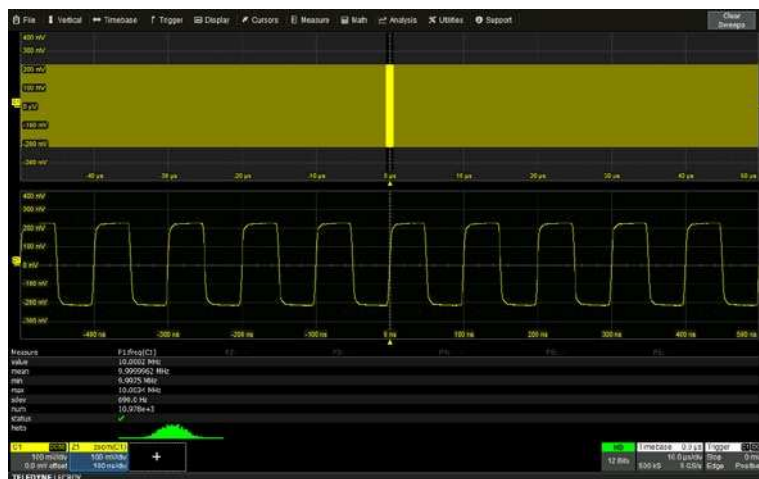 File Vertical Timebase Trigger Display Cursors Measure Math Analysis Utilities Support
Clear
Sweeps
400 mV
300 mV
200 mV
100 mV
0 µV
-100 mV
-200 mV
-300 mV
-40 µs -30 µs -20 µs -10 µs 0 µs 10 µs 20 µs 30 µs 40 µs 50 µs
400 mV
300 mV
200 mV
100 mV
0 mV
-100 mV
-200 mV
-300 mV
-400 ns -300 ns -200 ns -100 ns 0 ns 100 ns 200 ns 300 ns 400 ns 500 ns
Measure P1:freq(C1) P2: P3: P4: P5: P6:
value 10.0002 MHz
mean 9.9999962 MHz
min 9.9975 MHz
max 10.0034 MHz
sdev 699.0 Hz
num 10.978e+3
status
histo
C1 DC50 Z1 zoom(C1) HD Timebase 0.0 µs Trigger
100 mV/div 100 mV/div + 12 Bits 10.0 µs/div Stop 0 m
0.0 mV offset 100 ns/div 500 kS 5 GS/s Edge Positive
TELEDYNE LECROY